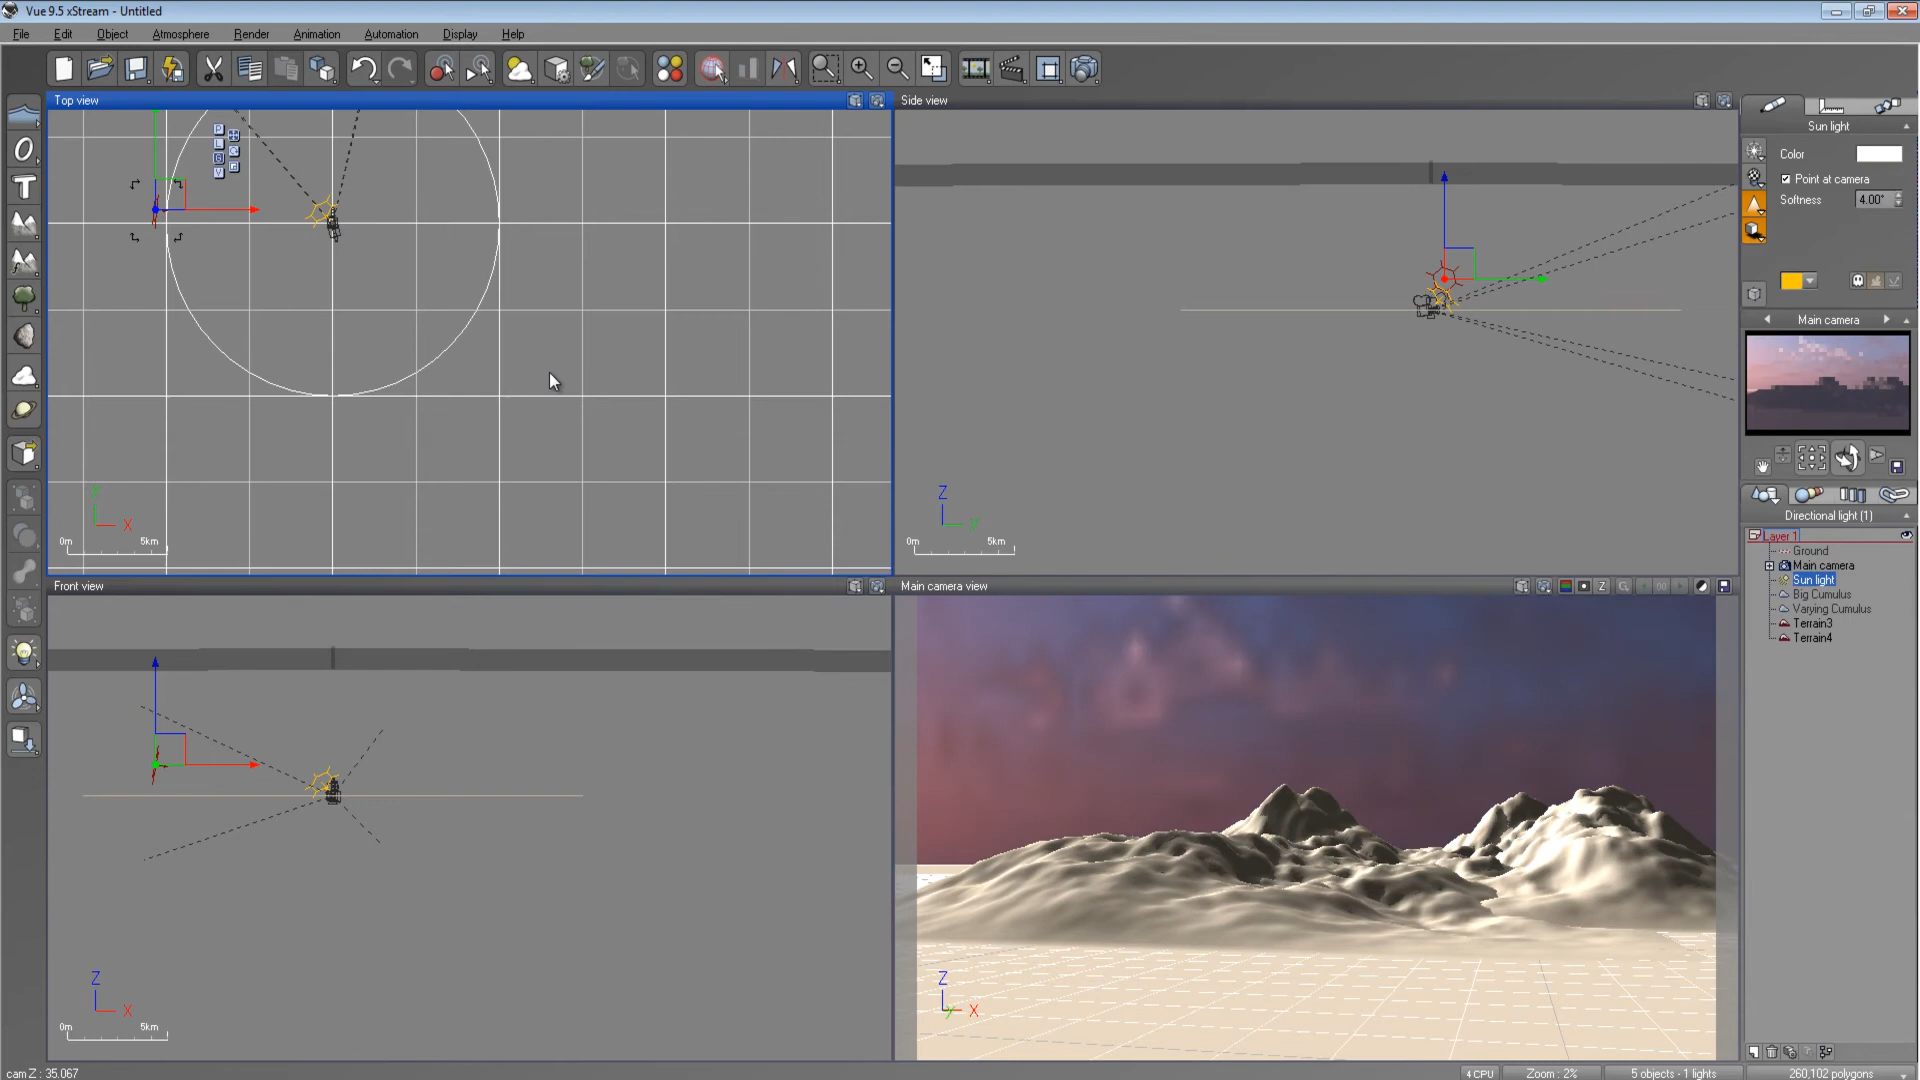 Vue 9.5 xStream - Untitled
File Edit Object Atmosphere Render Animation Automation Display Help
Top view
P
L
G
V
Y
X
0m 5km
Side view
Z
Y
0m 5km
Front view
Z
X
0m 5km
Main camera view
Z
Z
Y X
Sun light
Color
Point at camera
Softness 4.00°
Main camera
Directional light (1)
Layer 1
Ground
Main camera
Sun light
Big Cumulus
Varying Cumulus
Terrain3
Terrain4
cam Z : 35.067
4 CPU Zoom : 2% 5 objects - 1 lights 260,102 polygons